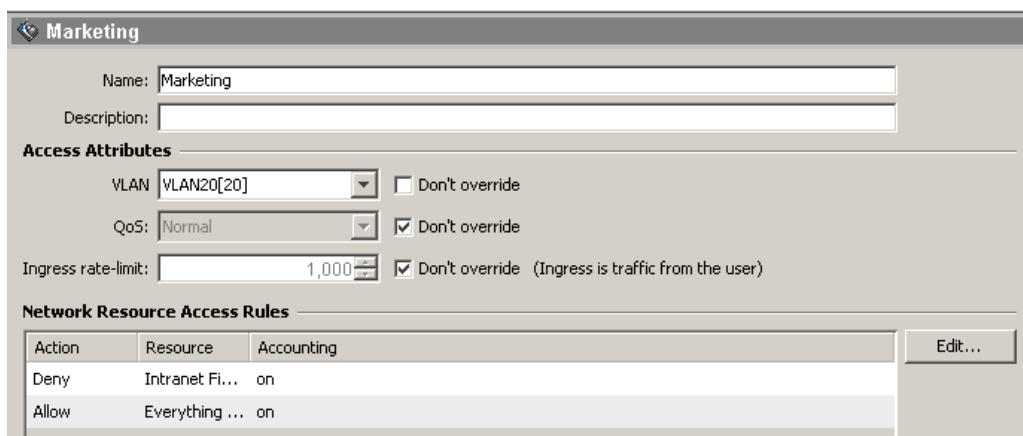 Marketing
Name: Marketing
Description:
Access Attributes
VLAN VLAN20[20] Don't override
QoS: Normal Don't override
Ingress rate-limit: 1,000 Don't override (Ingress is traffic from the user)
Network Resource Access Rules
Action Resource Accounting Edit...
Deny Intranet Fi... on
Allow Everything ... on